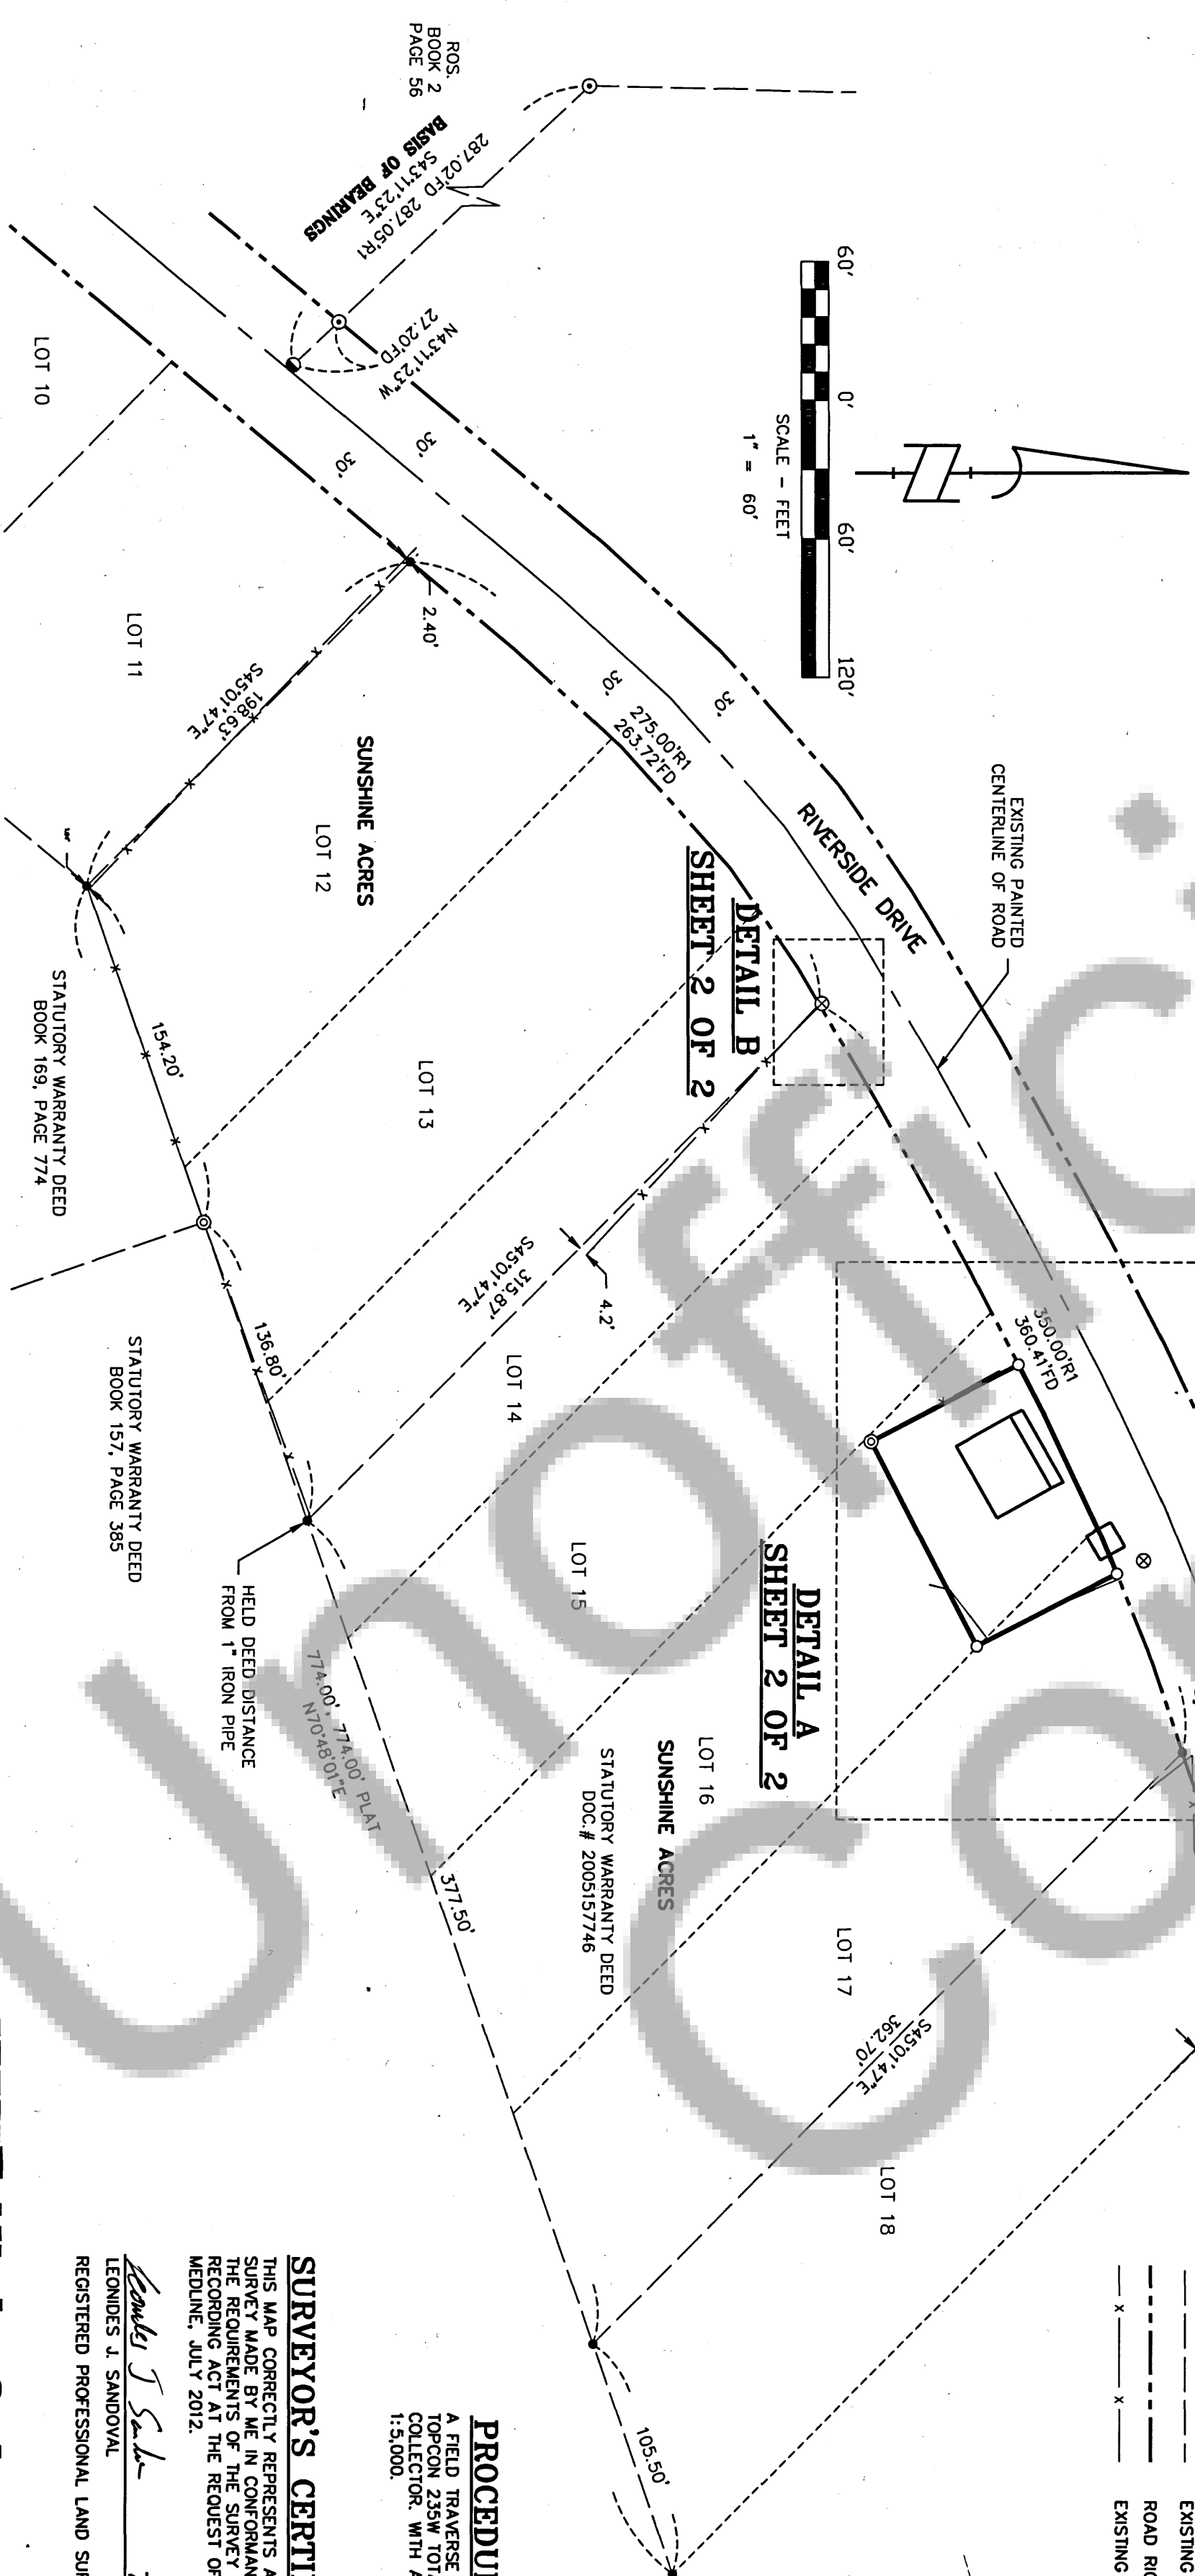 ROS.
BOOK 2
PAGE 56
287.02'FD 287.05'R1
S43°11'23"E
BASIS OF BEARINGS
N43°11'23"W
27.20'FD
60' 0' 60' 120'
SCALE - FEET
1" = 60'
LOT 10
30'
30'
2.40'
LOT 11
198.63'
S45°01'47"E
SUNSHINE ACRES
LOT 12
30'
30'
275.00'R1
263.72'FD
RIVERSIDE DRIVE
EXISTING PAINTED
CENTERLINE OF ROAD
DETAIL B
SHEET 2 OF 2
154.20'
STATUTORY WARRANTY DEED
BOOK 169, PAGE 774
LOT 13
315.87'
S45°01'47"E
4.2'
350.00'R1
360.41'FD
136.80'
STATUTORY WARRANTY DEED
BOOK 157, PAGE 385
LOT 14
LOT 15
DETAIL A
SHEET 2 OF 2
HELD DEED DISTANCE
FROM 1" IRON PIPE
774.00', 774.00' PLAT
N70°48'01"E
LOT 16
SUNSHINE ACRES
STATUTORY WARRANTY DEED
DOC.# 2005157746
377.50'
LOT 17
S45°01'47"E
362.70'
LOT 18
105.50'
EXISTING
ROAD RIG
EXISTING
PROCEDU
A FIELD TRAVERSE
TOPCON 235W TOTA
COLLECTOR. WITH A
1:5,000.
SURVEYOR'S CERTI
THIS MAP CORRECTLY REPRESENTS A
SURVEY MADE BY ME IN CONFORMAN
THE REQUIREMENTS OF THE SURVEY
RECORDING ACT AT THE REQUEST OF
MEDLINE, JULY 2012.
LEONIDES J. SANDOVAL
REGISTERED PROFESSIONAL LAND SUR
Unoffici
Co